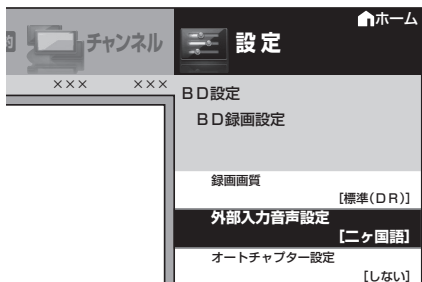 ホーム
チャンネル
設定
××× ×××
BD設定
BD録画設定
録画画質
[標準(DR)]
外部入力音声設定
[二ヶ国語]
オートチャプター設定
[しない]